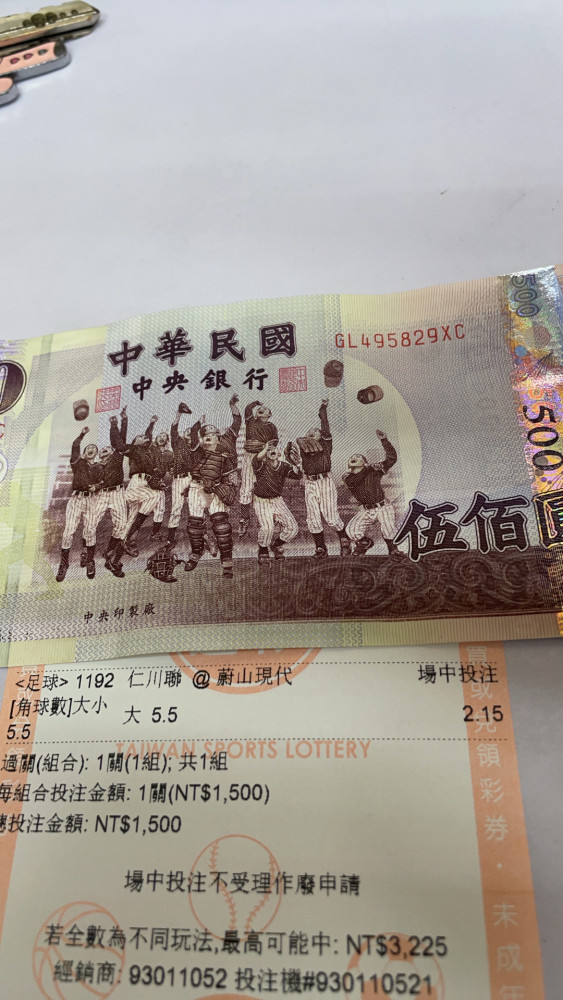 500
中華民國
GL495829XC
中央銀行
500
伍佰圓
中央印製廠
<足球> 1192 仁川聯 @ 蔚山現代 場中投注
[角球數]大小 大 5.5 2.15
5.5
TAIWAN SPORTS LOTTERY
過關(組合): 1關(1組); 共1組
每組合投注金額: 1關(NT$1,500)
總投注金額: NT$1,500
場中投注不受理作廢申請
若全數為不同玩法,最高可能中: NT$3,225
經銷商: 93011052 投注機#930110521
領彩券．未成